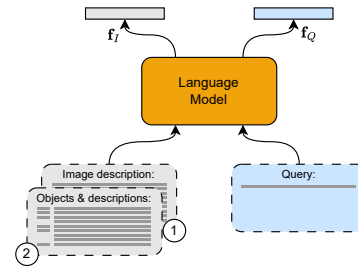 f_I
f_Q
Language
Model
Image description:
Query:
Objects & descriptions:
1
2